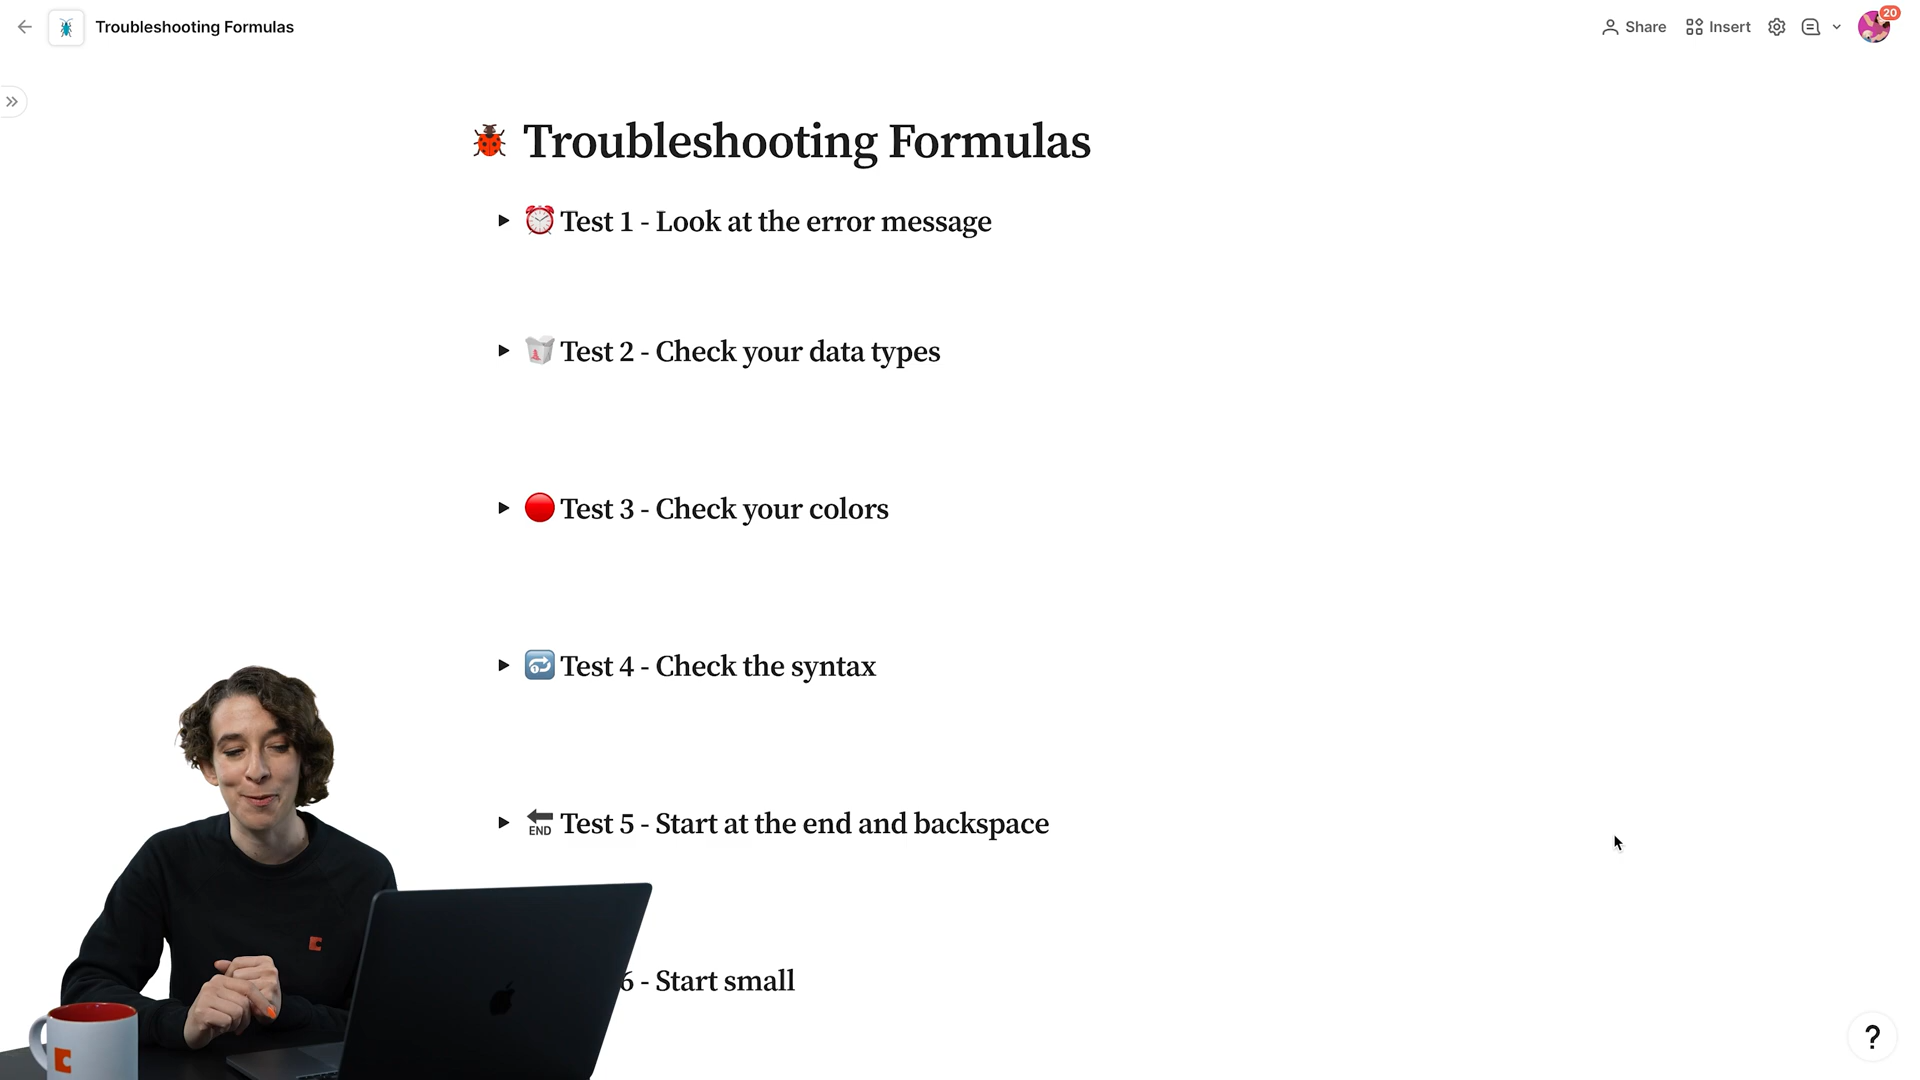 Troubleshooting Formulas
Share
Insert
20
Troubleshooting Formulas
Test 1 - Look at the error message
Test 2 - Check your data types
Test 3 - Check your colors
Test 4 - Check the syntax
END Test 5 - Start at the end and backspace
6 - Start small
?